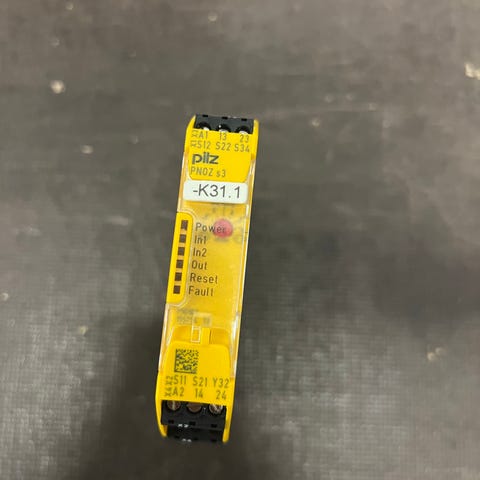 A1 13 23
S12 S22 S34
pilz
PNOZ s3
-K31.1
Power
In1
In2
Out
Reset
Fault
S11 S21 Y32
A2 14 24